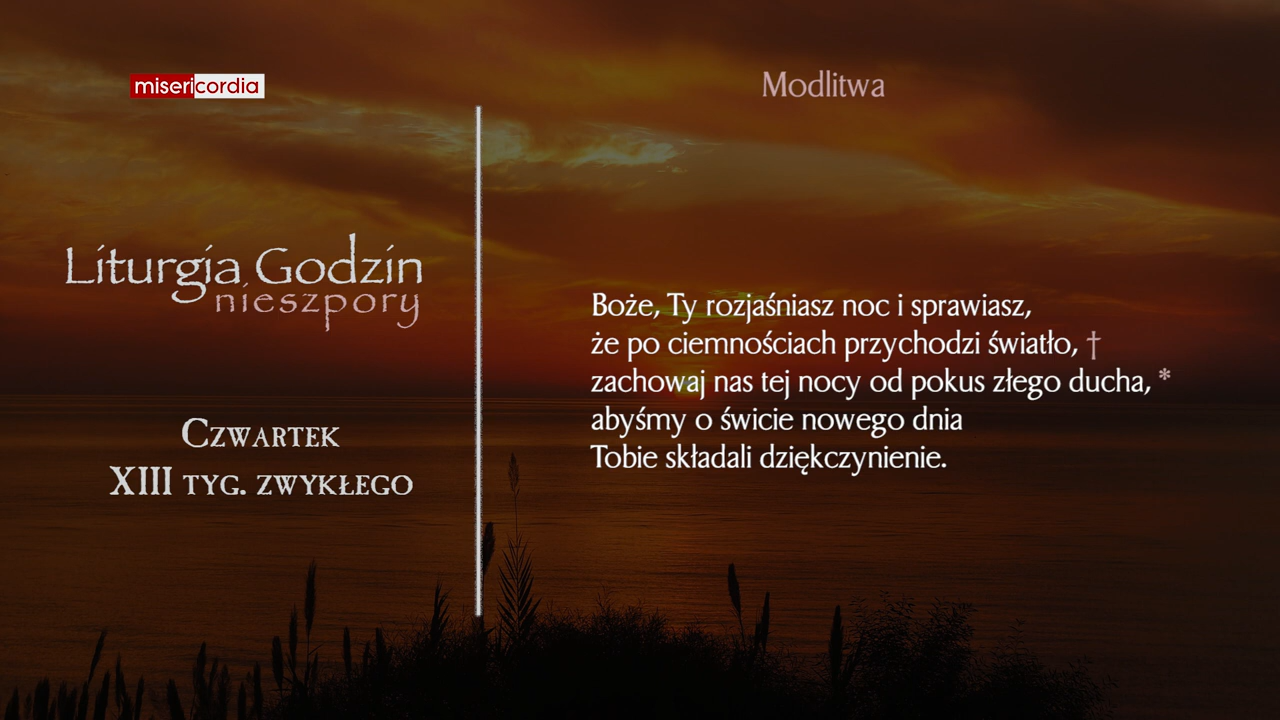 misericordia
Modlitwa
Liturgia Godzin
nieszpory
Czwartek
XIII tyg. zwykłego
Boże, Ty rozjaśniasz noc i sprawiasz,
że po ciemnościach przychodzi światło, †
zachowaj nas tej nocy od pokus złego ducha, *
abyśmy o świcie nowego dnia
Tobie składali dziękczynienie.